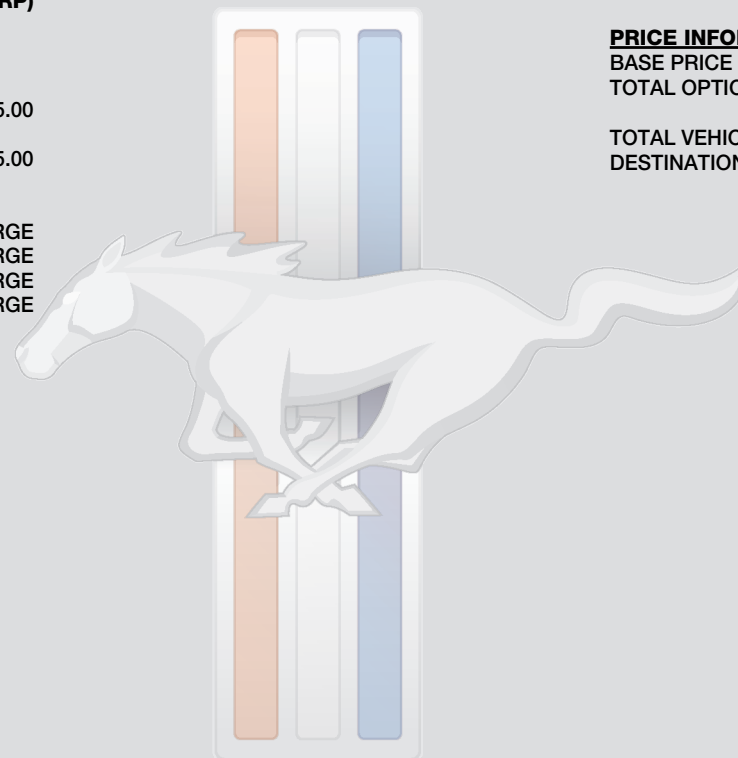 RP)
5.00
5.00
RGE
RGE
RGE
RGE
PRICE INFO
BASE PRICE
TOTAL OPTIO
TOTAL VEHIC
DESTINATION